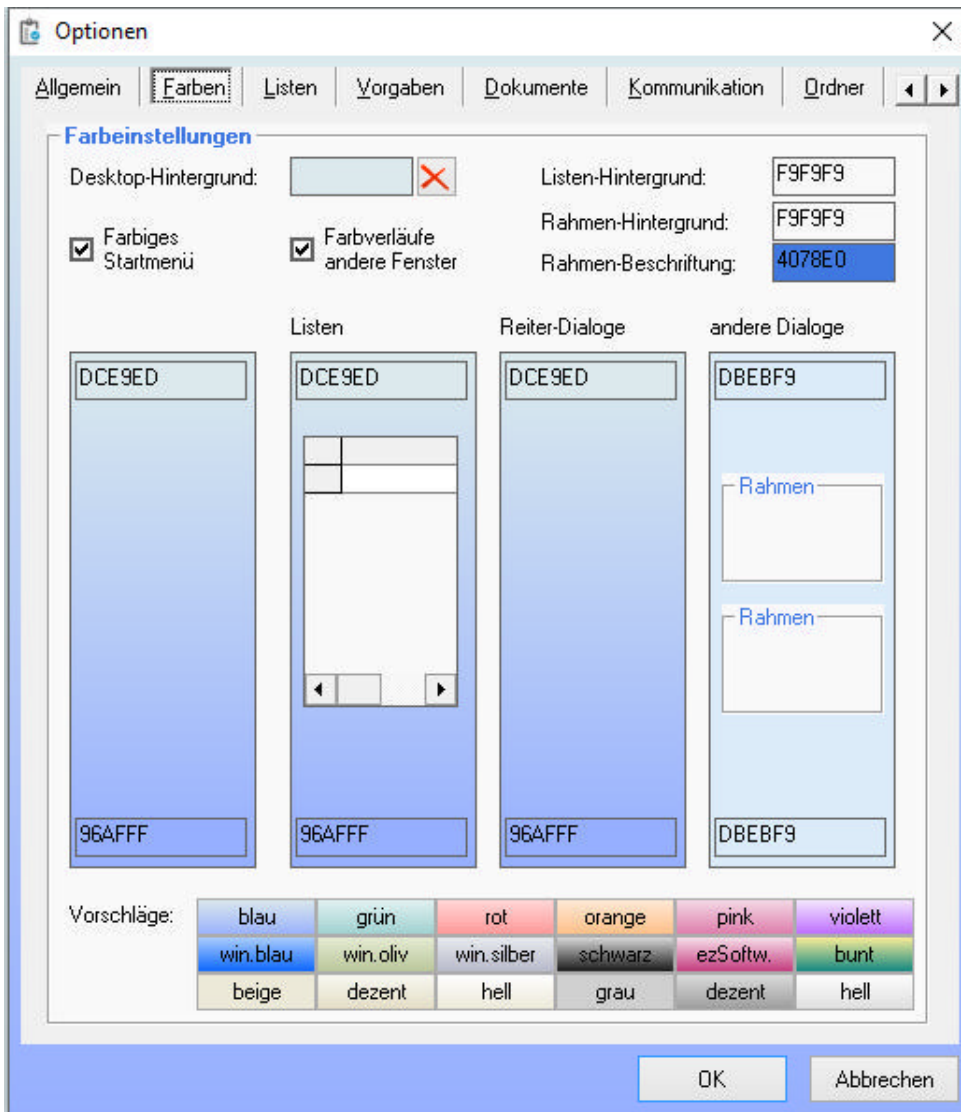 Optionen
Allgemein Farben Listen Vorgaben Dokumente Kommunikation Ordner
Farbeinstellungen
Desktop-Hintergrund:
Listen-Hintergrund: F9F9F9
Rahmen-Hintergrund: F9F9F9
Rahmen-Beschriftung: 4078E0
Farbiges
Startmenü
Farbverläufe
andere Fenster
Listen Reiter-Dialoge andere Dialoge
DCE9ED DCE9ED DCE9ED DBEBF9
Rahmen
Rahmen
96AFFF 96AFFF 96AFFF DBEBF9
Vorschläge: blau grün rot orange pink violett
win.blau win.oliv win.silber schwarz ezSoftw. bunt
beige dezent hell grau dezent hell
OK Abbrechen